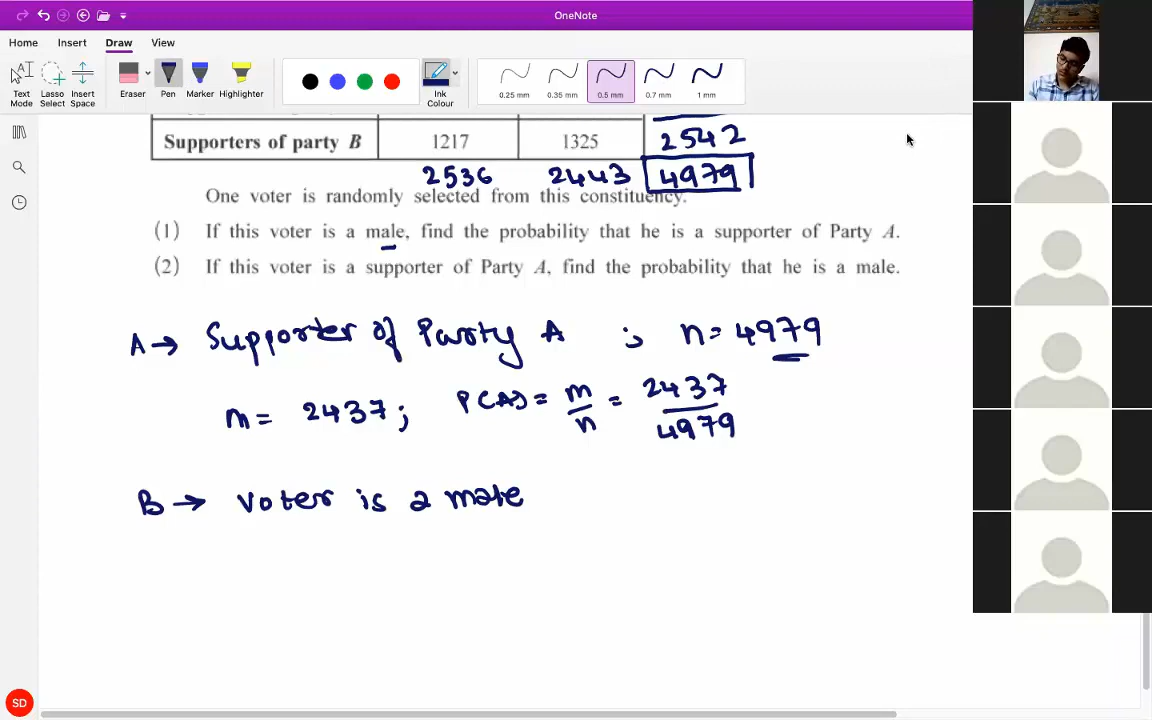 OneNote
Home Insert Draw View
Text Mode Lasso Select Insert Space Eraser Pen Marker Highlighter 0.25 mm 0.35 mm 0.5 mm 0.7 mm 1 mm Ink Colour
2542
Supporters of party B 1217 1325
2536 2443 4979
One voter is randomly selected from this constituency.
(1) If this voter is a male, find the probability that he is a supporter of Party A.
(2) If this voter is a supporter of Party A, find the probability that he is a male.
A → Supporter of Party A ; n = 4979
m = 2437 ; P(A) = m/n = 2437/4979
B → voter is a male
SD